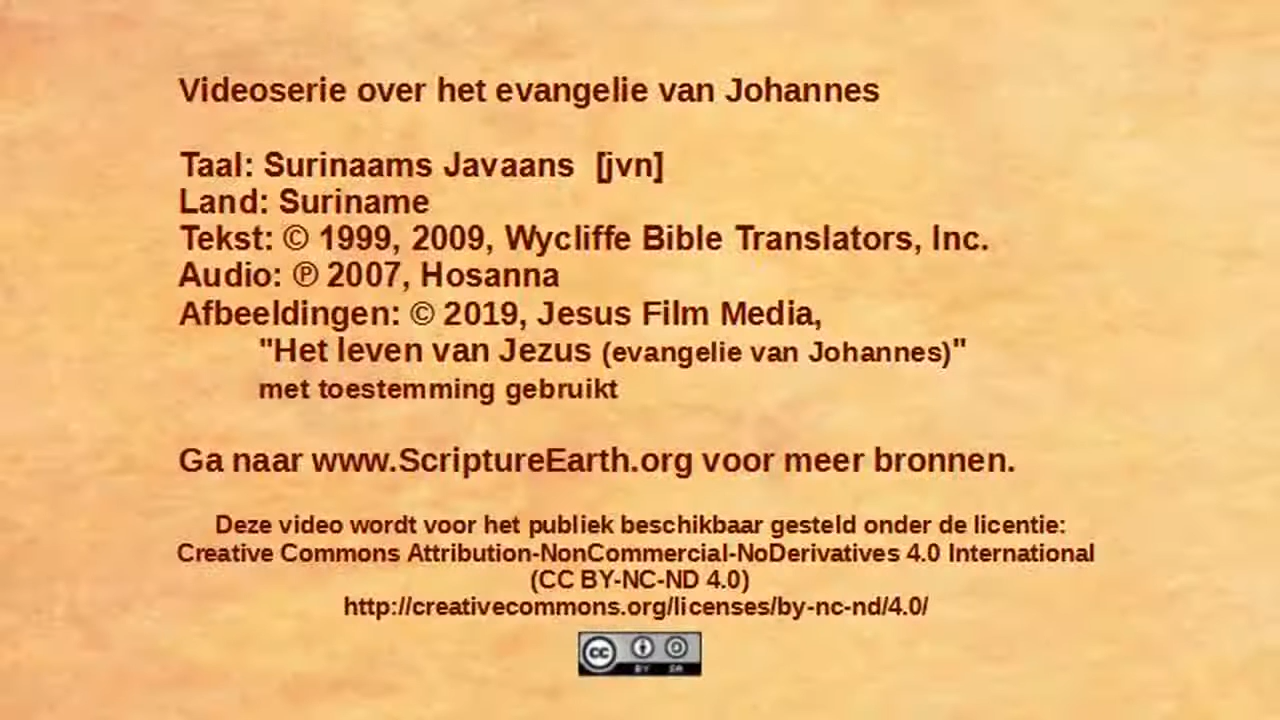 Videoserie over het evangelie van Johannes
Taal: Surinaams Javaans [jvn]
Land: Suriname
Tekst: © 1999, 2009, Wycliffe Bible Translators, Inc.
Audio: ℗ 2007, Hosanna
Afbeeldingen: © 2019, Jesus Film Media,
"Het leven van Jezus (evangelie van Johannes)"
met toestemming gebruikt
Ga naar www.ScriptureEarth.org voor meer bronnen.
Deze video wordt voor het publiek beschikbaar gesteld onder de licentie:
Creative Commons Attribution-NonCommercial-NoDerivatives 4.0 International
(CC BY-NC-ND 4.0)
http://creativecommons.org/licenses/by-nc-nd/4.0/
cc BY SA